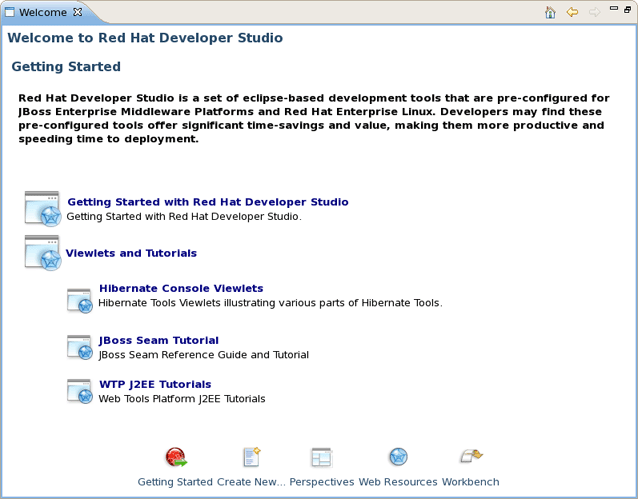 Welcome
Welcome to Red Hat Developer Studio
Getting Started
Red Hat Developer Studio is a set of eclipse-based development tools that are pre-configured for
JBoss Enterprise Middleware Platforms and Red Hat Enterprise Linux. Developers may find these
pre-configured tools offer significant time-savings and value, making them more productive and
speeding time to deployment.
Getting Started with Red Hat Developer Studio
Getting Started with Red Hat Developer Studio.
Viewlets and Tutorials
Hibernate Console Viewlets
Hibernate Tools Viewlets illustrating various parts of Hibernate Tools.
JBoss Seam Tutorial
JBoss Seam Reference Guide and Tutorial
WTP J2EE Tutorials
Web Tools Platform J2EE Tutorials
Getting Started Create New... Perspectives Web Resources Workbench